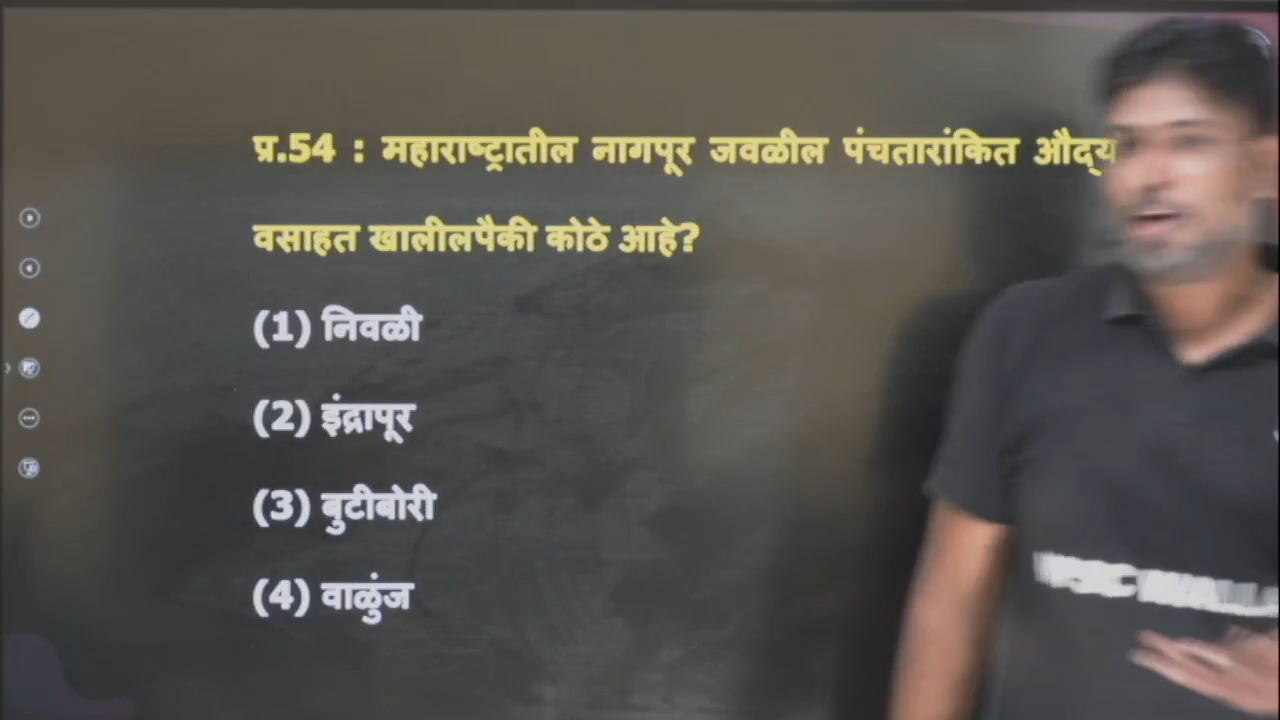 प्र.54 : महाराष्ट्रातील नागपूर जवळील पंचतारांकित
वसाहत खालीलपैकी कोठे आहे?
(1) निवळी
(2) इंद्रापूर
(3) बुटीबोरी
(4) वाळुंज